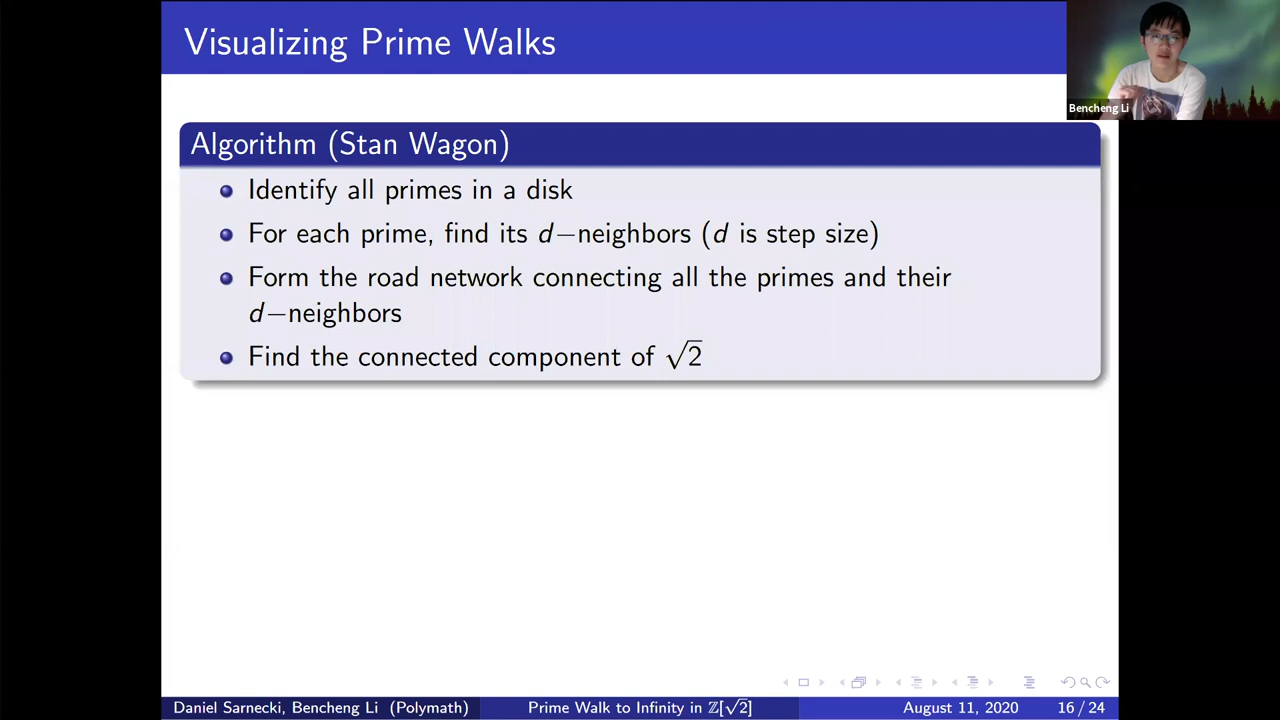 Visualizing Prime Walks
Bencheng Li
Algorithm (Stan Wagon)
Identify all primes in a disk
For each prime, find its d−neighbors (d is step size)
Form the road network connecting all the primes and their
d−neighbors
Find the connected component of √2
Daniel Sarnecki, Bencheng Li (Polymath)
Prime Walk to Infinity in ℤ[√2]
August 11, 2020
16 / 24